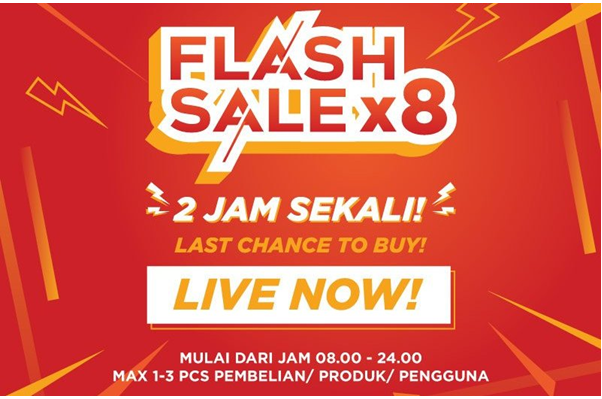 FLASH
SALE x8
2 JAM SEKALI!
LAST CHANCE TO BUY!
LIVE NOW!
MULAI DARI JAM 08.00 - 24.00
MAX 1-3 PCS PEMBELIAN/ PRODUK/ PENGGUNA